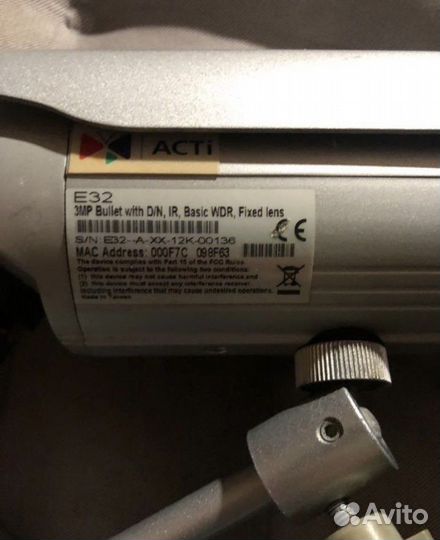 ACTi
E32
3MP Bullet with D/N, IR, Basic WDR, Fixed lens
S/N: E32--A-XX-12K-00136
MAC Address: 000F7C 098F63
The device complies with Part 15 of the FCC Rules.
Operation is subject to the following two conditions:
(1) this device may not cause harmful interference and
(2) this device must accept any interference received
including interference that may cause undesired operations.
Made in Taiwan
CE
Avito